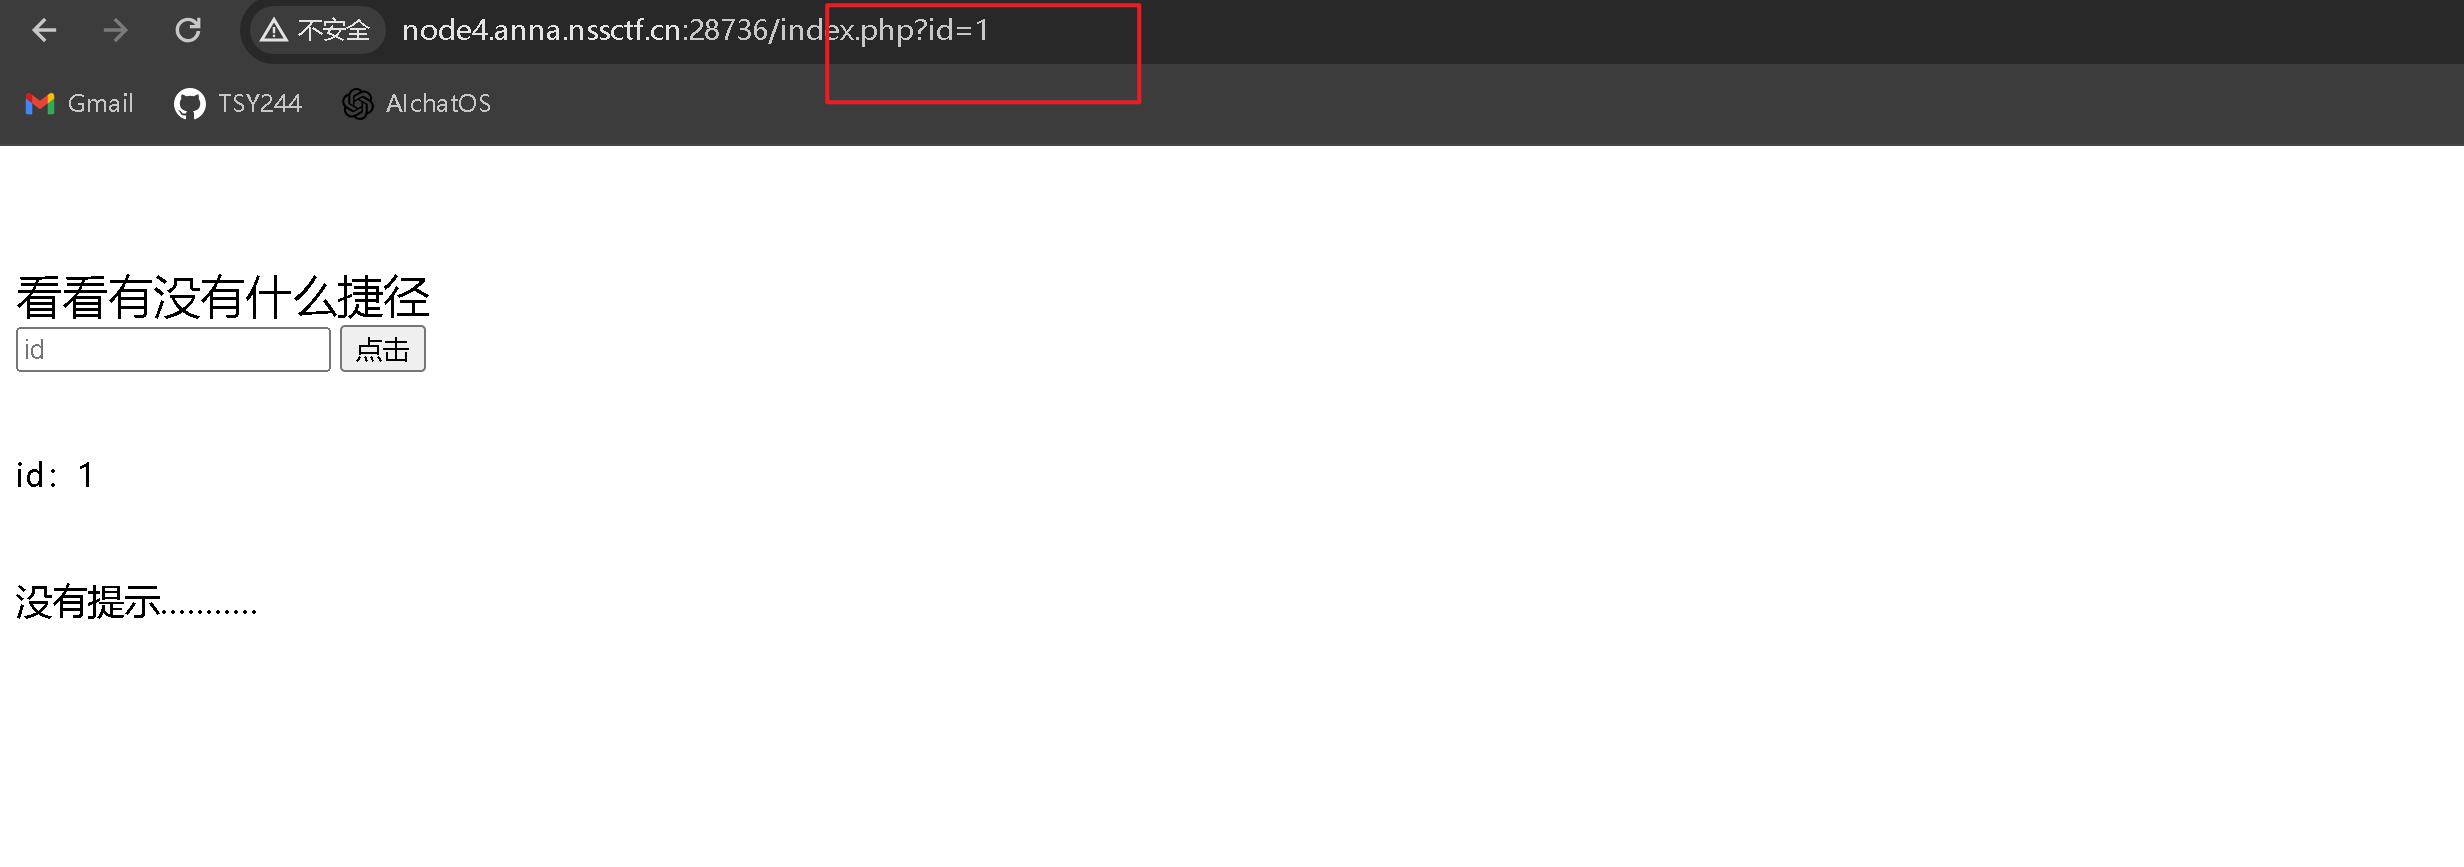 不安全 node4.anna.nssctf.cn:28736/index.php?id=1
Gmail TSY244 AIchatOS
看看有没有什么捷径
id 点击
id: 1
没有提示...........